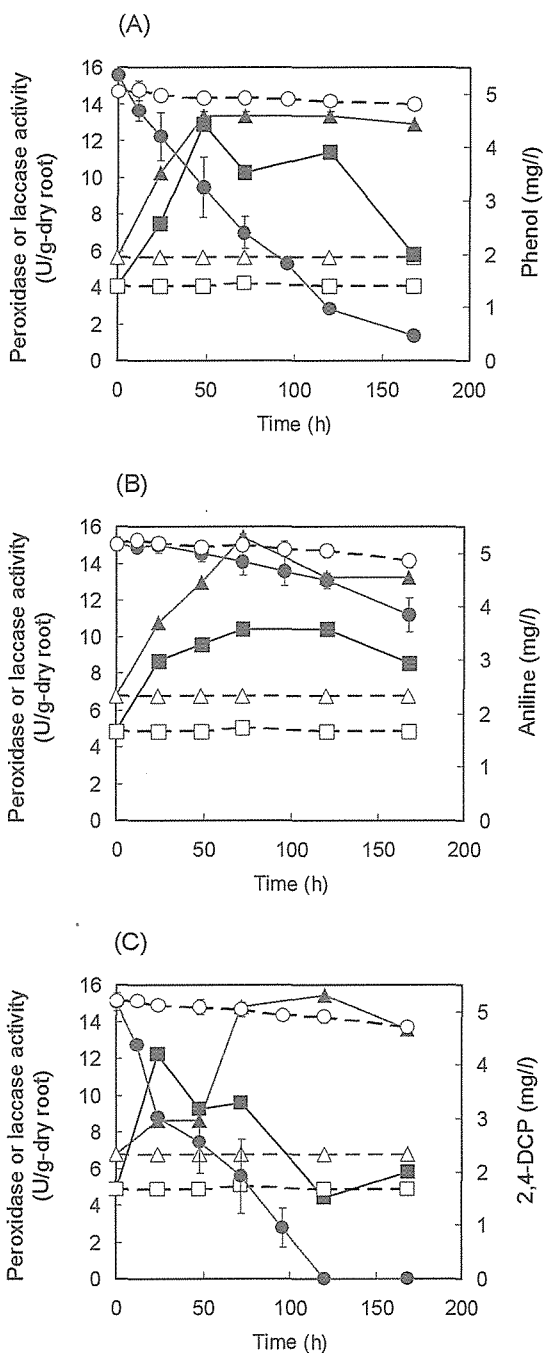 (A)
Peroxidase or laccase activity
(U/g-dry root)
16
14
12
10
8
6
4
2
0
5
4
3
2
1
0
Phenol (mg/l)
0 50 100 150 200
Time (h)
(B)
Peroxidase or laccase activity
(U/g-dry root)
16
14
12
10
8
6
4
2
0
5
4
3
2
1
0
Aniline (mg/l)
0 50 100 150 200
Time (h)
(C)
Peroxidase or laccase activity
(U/g-dry root)
16
14
12
10
8
6
4
2
0
5
4
3
2
1
0
2,4-DCP (mg/l)
0 50 100 150 200
Time (h)